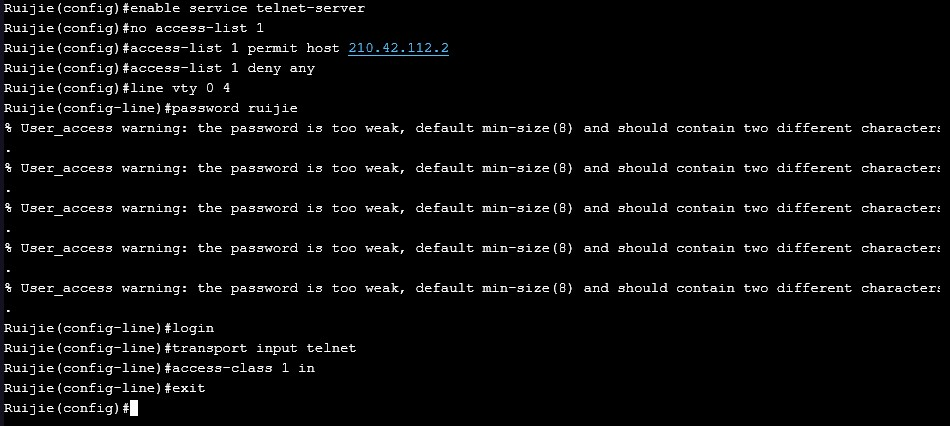 Ruijie(config)#enable service telnet-server
Ruijie(config)#no access-list 1
Ruijie(config)#access-list 1 permit host 210.42.112.2
Ruijie(config)#access-list 1 deny any
Ruijie(config)#line vty 0 4
Ruijie(config-line)#password ruijie
% User_access warning: the password is too weak, default min-size(8) and should contain two different characters
.
% User_access warning: the password is too weak, default min-size(8) and should contain two different characters
.
% User_access warning: the password is too weak, default min-size(8) and should contain two different characters
.
% User_access warning: the password is too weak, default min-size(8) and should contain two different characters
.
% User_access warning: the password is too weak, default min-size(8) and should contain two different characters
.
Ruijie(config-line)#login
Ruijie(config-line)#transport input telnet
Ruijie(config-line)#access-class 1 in
Ruijie(config-line)#exit
Ruijie(config)#